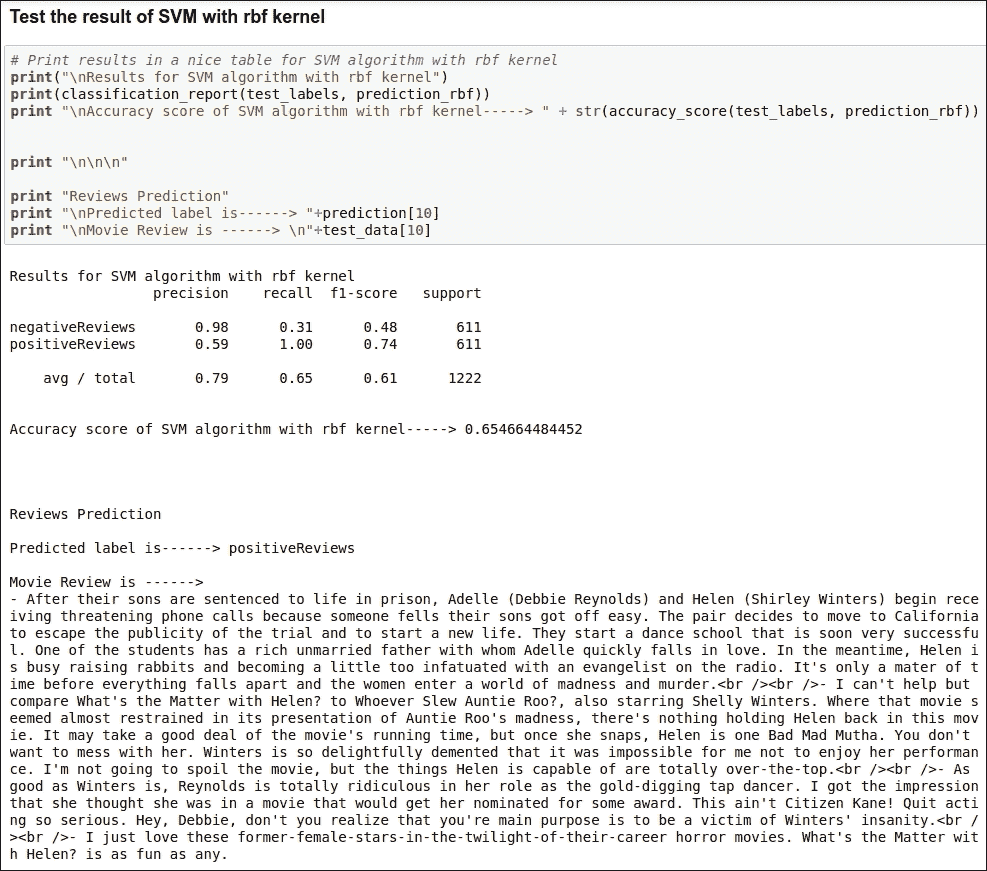 Test the result of SVM with rbf kernel
# Print results in a nice table for SVM algorithm with rbf kernel
print("\nResults for SVM algorithm with rbf kernel")
print(classification_report(test_labels, prediction_rbf))
print "\nAccuracy score of SVM algorithm with rbf kernel-----> " + str(accuracy_score(test_labels, prediction_rbf))
print "\n\n\n"
print "Reviews Prediction"
print "\nPredicted label is------> "+prediction[10]
print "\nMovie Review is ------> \n"+test_data[10]
Results for SVM algorithm with rbf kernel
precision recall f1-score support
negativeReviews 0.98 0.31 0.48 611
positiveReviews 0.59 1.00 0.74 611
avg / total 0.79 0.65 0.61 1222
Accuracy score of SVM algorithm with rbf kernel-----> 0.654664484452
Reviews Prediction
Predicted label is------> positiveReviews
Movie Review is ------>
- After their sons are sentenced to life in prison, Adelle (Debbie Reynolds) and Helen (Shirley Winters) begin rece
iving threatening phone calls because someone fells their sons got off easy. The pair decides to move to California
to escape the publicity of the trial and to start a new life. They start a dance school that is soon very successfu
l. One of the students has a rich unmarried father with whom Adelle quickly falls in love. In the meantime, Helen i
s busy raising rabbits and becoming a little too infatuated with an evangelist on the radio. It's only a mater of t
ime before everything falls apart and the women enter a world of madness and murder.<br /><br />- I can't help but
compare What's the Matter with Helen? to Whoever Slew Auntie Roo?, also starring Shelly Winters. Where that movie s
eemed almost restrained in its presentation of Auntie Roo's madness, there's nothing holding Helen back in this mov
ie. It may take a good deal of the movie's running time, but once she snaps, Helen is one Bad Mad Mutha. You don't
want to mess with her. Winters is so delightfully demented that it was impossible for me not to enjoy her performan
ce. I'm not going to spoil the movie, but the things Helen is capable of are totally over-the-top.<br /><br />- As
good as Winters is, Reynolds is totally ridiculous in her role as the gold-digging tap dancer. I got the impression
that she thought she was in a movie that would get her nominated for some award. This ain't Citizen Kane! Quit acti
ng so serious. Hey, Debbie, don't you realize that you're main purpose is to be a victim of Winters' insanity.<br /
><br />- I just love these former-female-stars-in-the-twilight-of-their-career horror movies. What's the Matter wit
h Helen? is as fun as any.